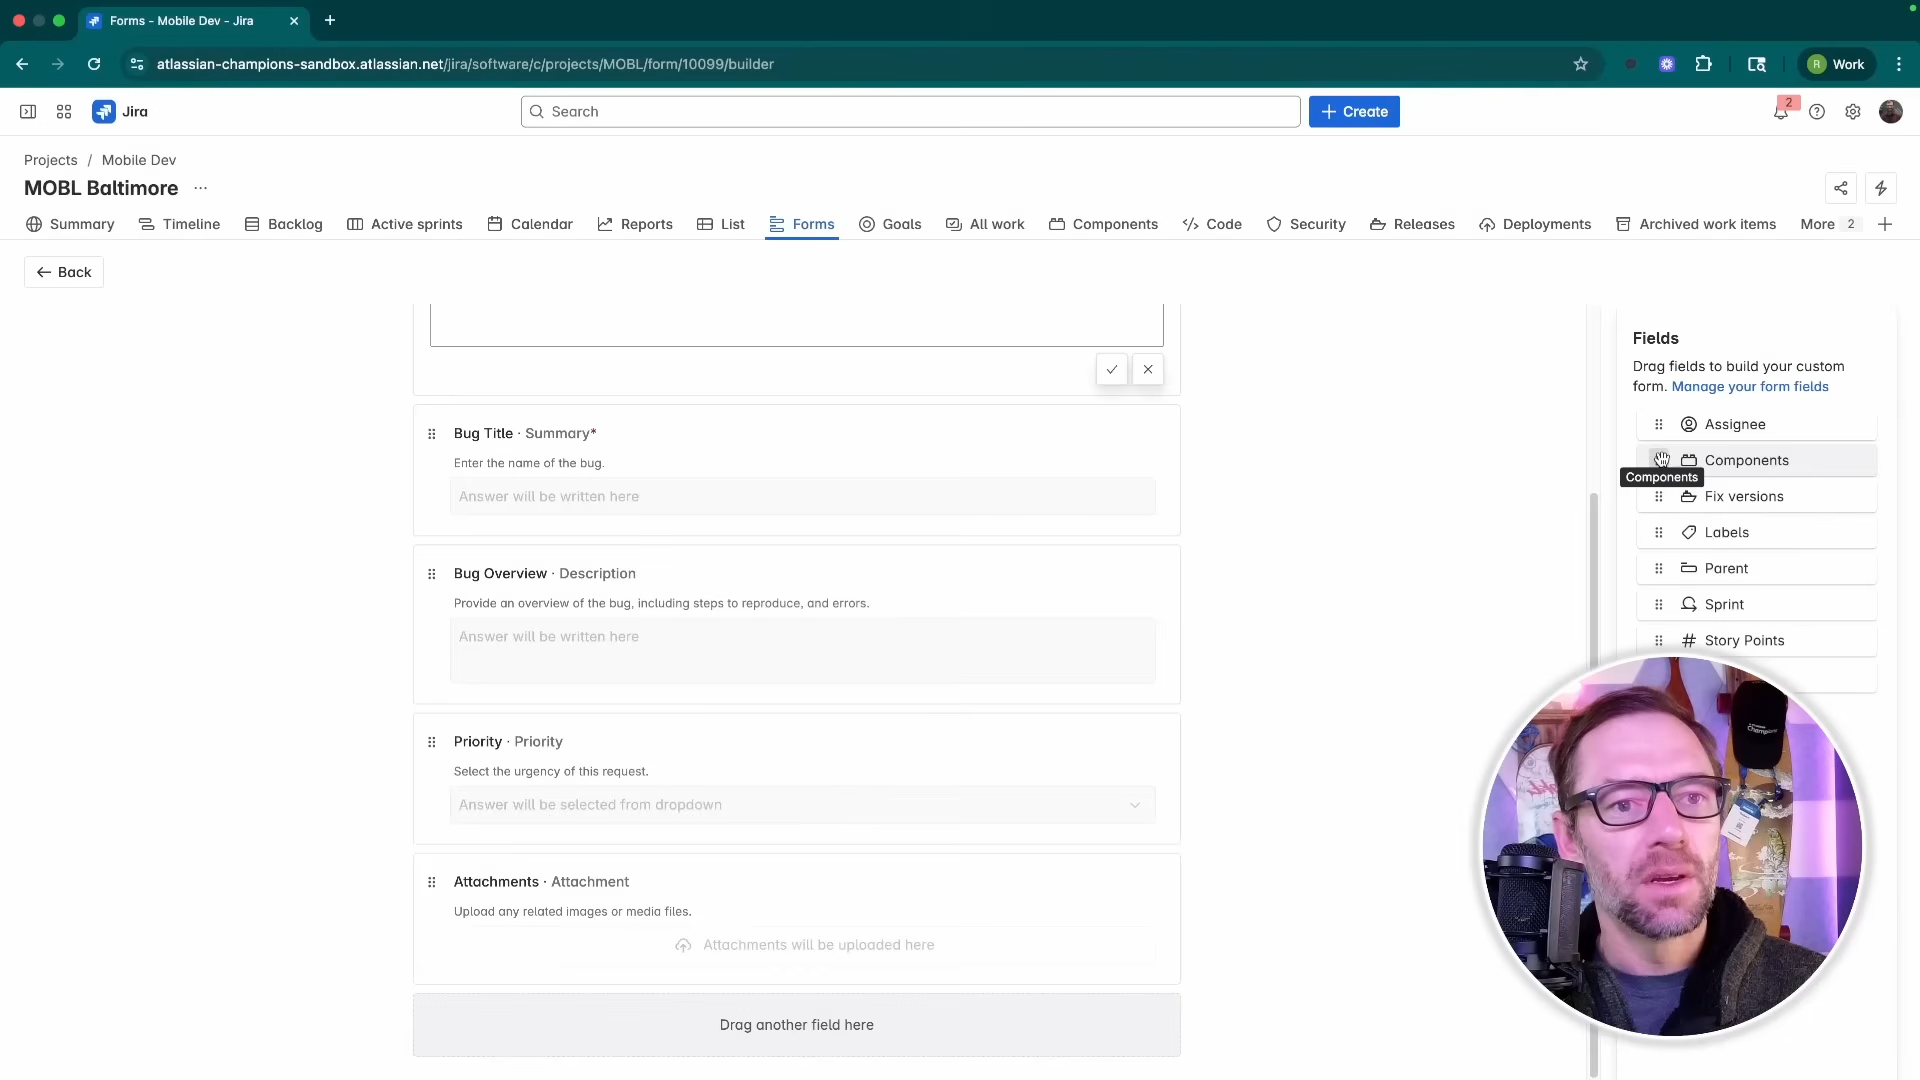 Forms - Mobile Dev - Jira
atlassian-champions-sandbox.atlassian.net/jira/software/c/projects/MOBL/form/10099/builder
R Work
Jira
Search
Create
2
Projects / Mobile Dev
MOBL Baltimore
Summary Timeline Backlog Active sprints Calendar Reports List Forms Goals All work Components Code Security Releases Deployments Archived work items More 2
Back
Bug Title · Summary*
Enter the name of the bug.
Answer will be written here
Bug Overview · Description
Provide an overview of the bug, including steps to reproduce, and errors.
Answer will be written here
Priority · Priority
Select the urgency of this request.
Answer will be selected from dropdown
Attachments · Attachment
Upload any related images or media files.
Attachments will be uploaded here
Drag another field here
Fields
Drag fields to build your custom
form. Manage your form fields
Assignee
Components
Components
Fix versions
Labels
Parent
Sprint
Story Points